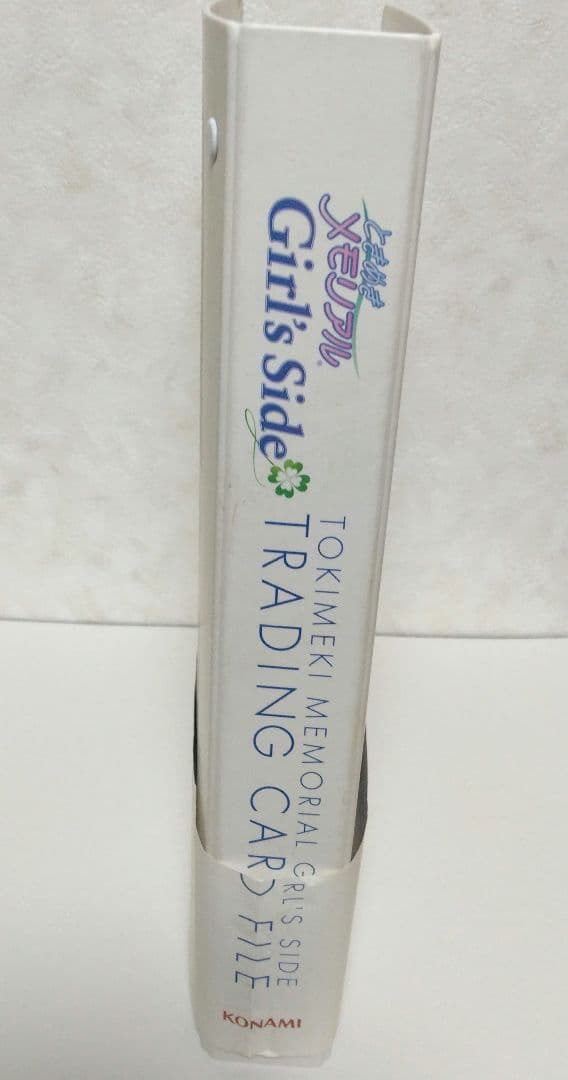 ときめき
メモリアル
Girl's Side
TOKIMEKI MEMORIAL GIRL'S SIDE
TRADING CARD FILE
KONAMI